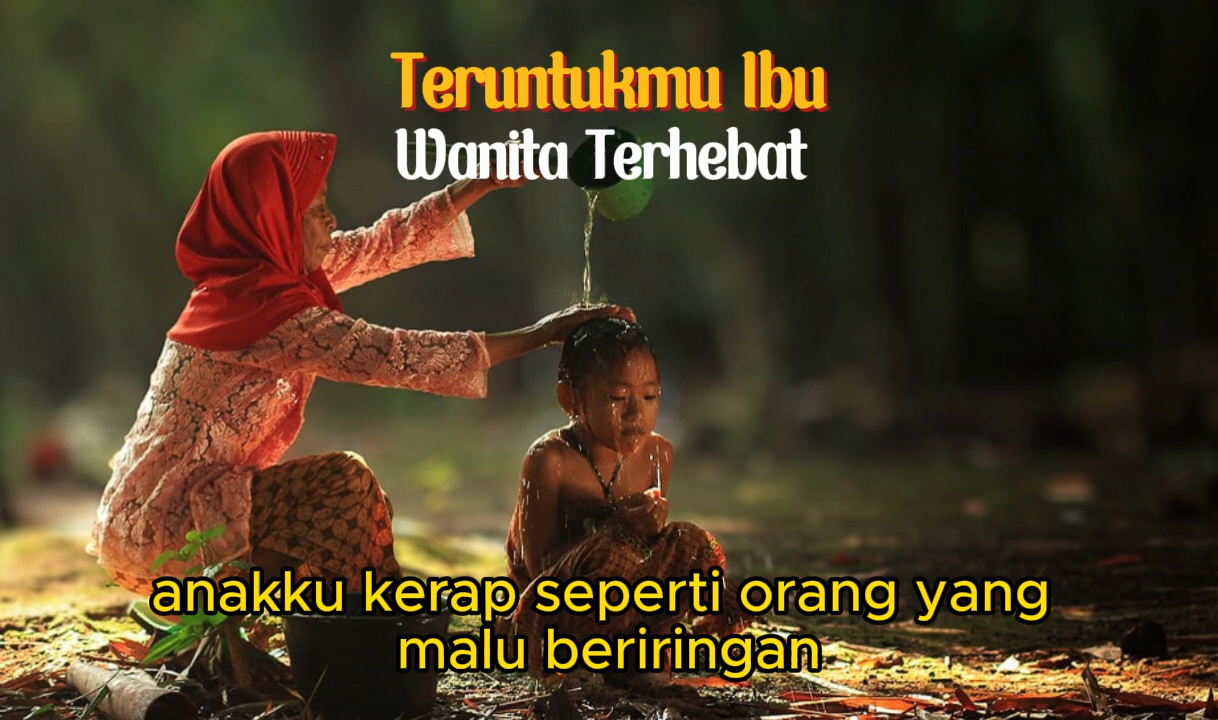 Teruntukmu Ibu
Wanita Terhebat
anakku kerap seperti orang yang
malu beriringan